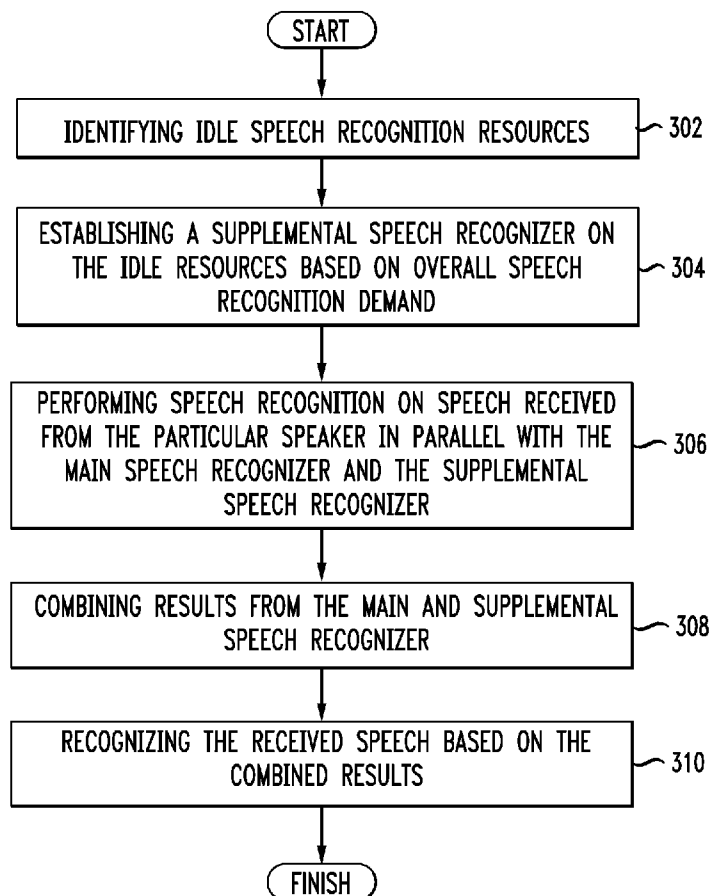 START
IDENTIFYING IDLE SPEECH RECOGNITION RESOURCES
302
ESTABLISHING A SUPPLEMENTAL SPEECH RECOGNIZER ON
THE IDLE RESOURCES BASED ON OVERALL SPEECH
RECOGNITION DEMAND
304
PERFORMING SPEECH RECOGNITION ON SPEECH RECEIVED
FROM THE PARTICULAR SPEAKER IN PARALLEL WITH THE
MAIN SPEECH RECOGNIZER AND THE SUPPLEMENTAL
SPEECH RECOGNIZER
306
COMBINING RESULTS FROM THE MAIN AND SUPPLEMENTAL
SPEECH RECOGNIZER
308
RECOGNIZING THE RECEIVED SPEECH BASED ON THE
COMBINED RESULTS
310
FINISH